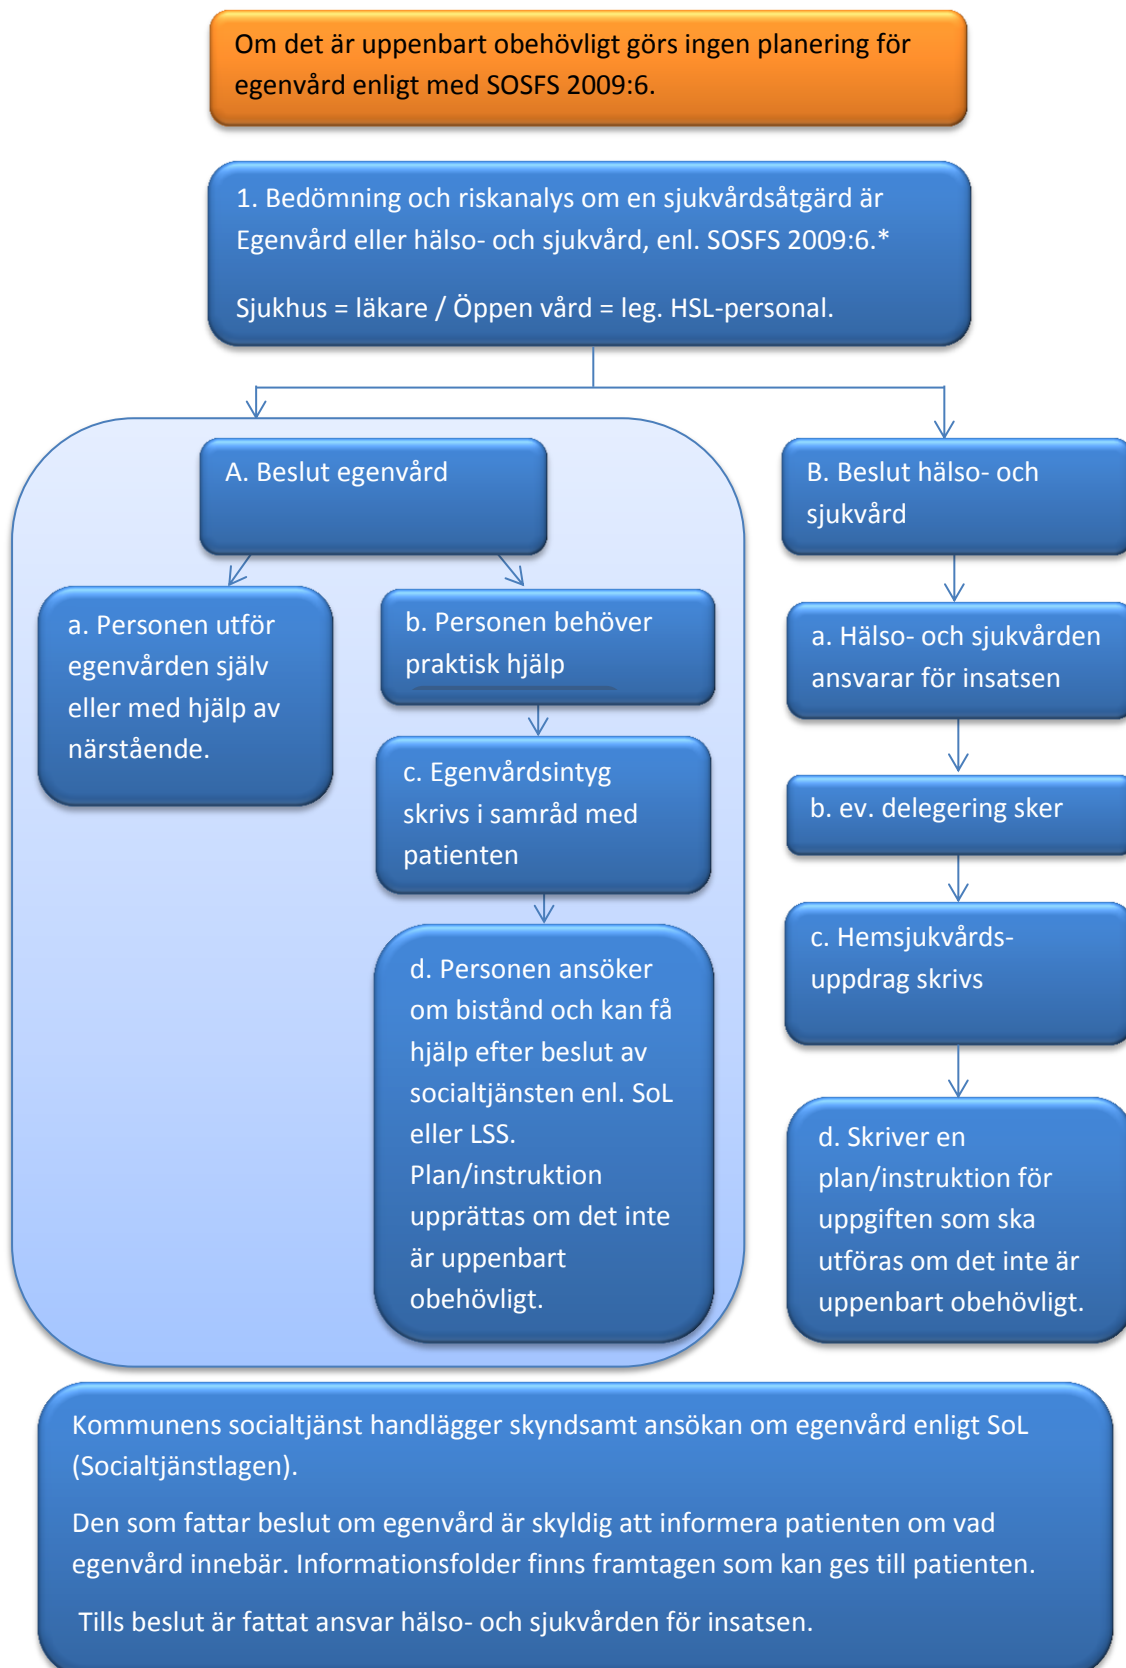 Om det är uppenbart obehövligt görs ingen planering för
egenvård enligt med SOSFS 2009:6.
1. Bedömning och riskanalys om en sjukvårdsåtgärd är
Egenvård eller hälso- och sjukvård, enl. SOSFS 2009:6.*
Sjukhus = läkare / Öppen vård = leg. HSL-personal.
A. Beslut egenvård
a. Personen utför
egenvården själv
eller med hjälp av
närstående.
b. Personen behöver
praktisk hjälp
c. Egenvårdsintyg
skrivs i samråd med
patienten
d. Personen ansöker
om bistånd och kan få
hjälp efter beslut av
socialtjänsten enl. SoL
eller LSS.
Plan/instruktion
upprättas om det inte
är uppenbart
obehövligt.
B. Beslut hälso- och
sjukvård
a. Hälso- och sjukvården
ansvarar för insatsen
b. ev. delegering sker
c. Hemsjukvårds-
uppdrag skrivs
d. Skriver en
plan/instruktion för
uppgiften som ska
utföras om det inte är
uppenbart obehövligt.
Kommunens socialtjänst handlägger skyndsamt ansökan om egenvård enligt SoL
(Socialtjänstlagen).
Den som fattar beslut om egenvård är skyldig att informera patienten om vad
egenvård innebär. Informationsfolder finns framtagen som kan ges till patienten.
Tills beslut är fattat ansvar hälso- och sjukvården för insatsen.